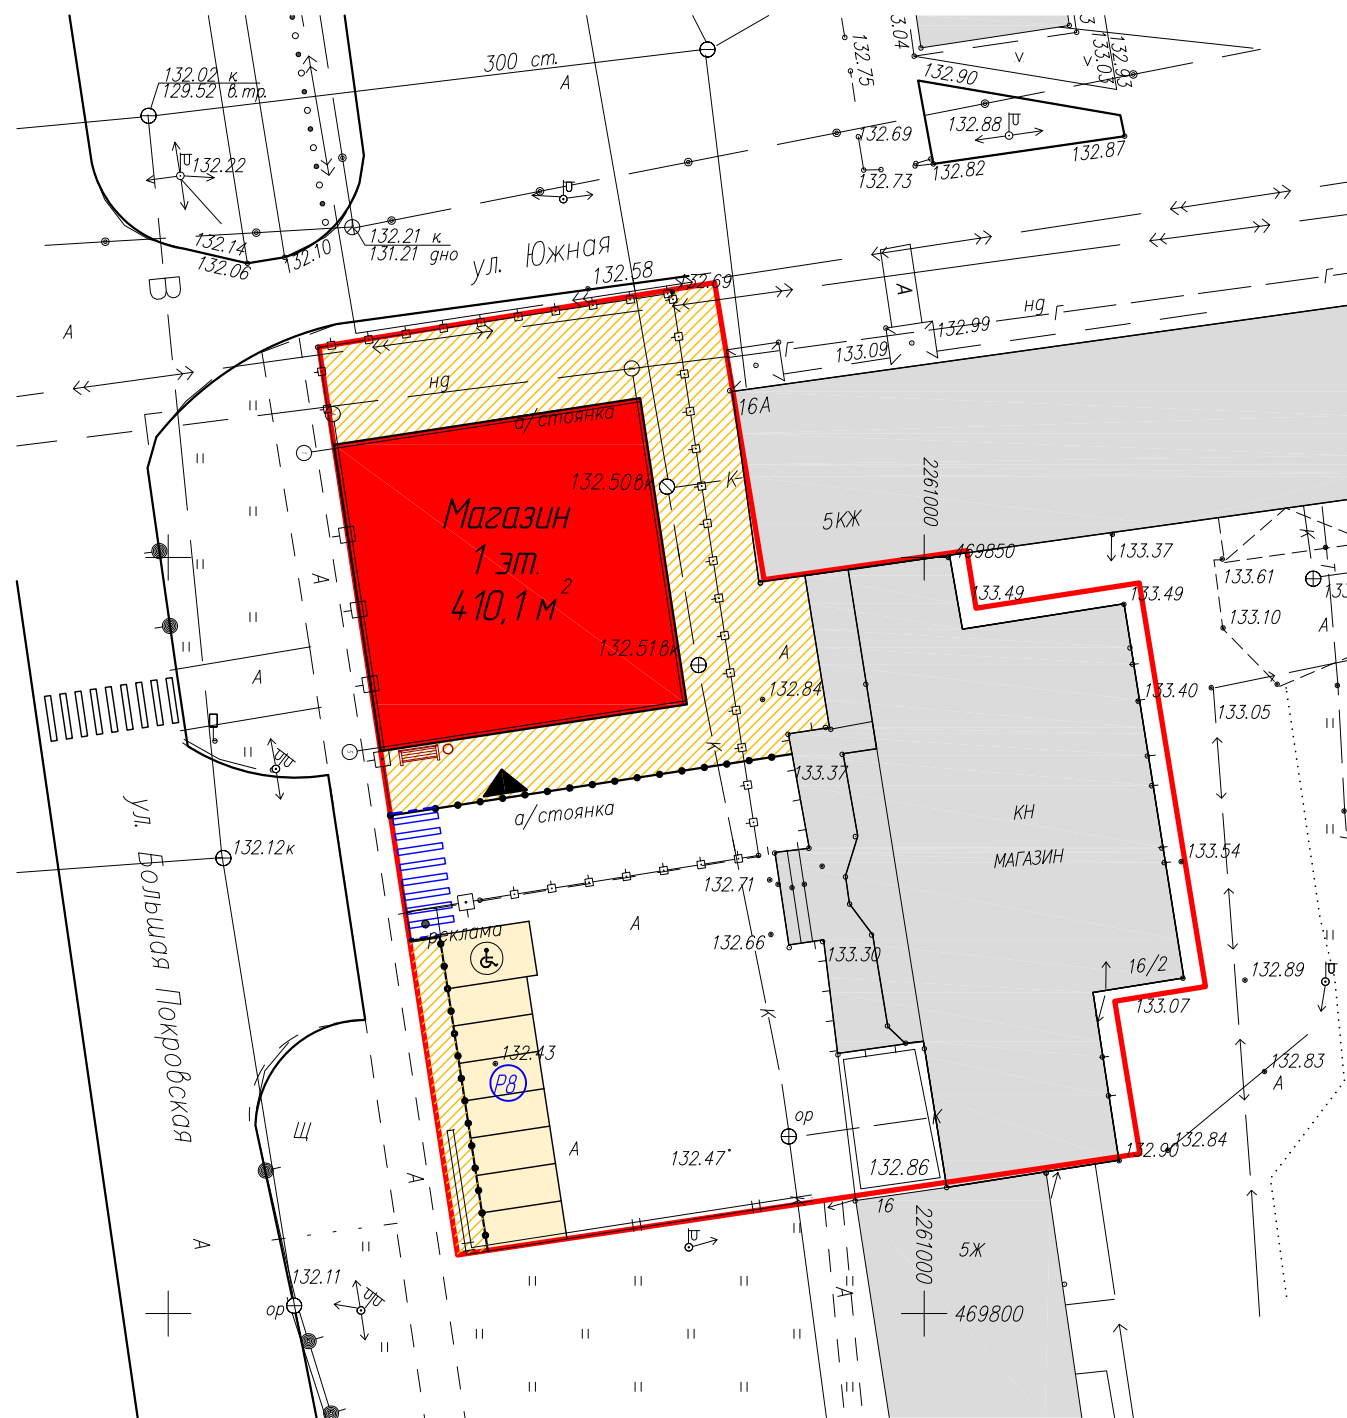 300 ст.
А
132.02 к
129.52 в.тр.
132.22
132.14
132.06
132.10
132.21 к
131.21 дно
132.75
132.90
133.03
132.93
3.04
3
132.69
132.73
132.88
132.82
132.87
ул. Южная
132.58
132.69
В
А
А
нд
Г
Г
132.99
133.09
Г
нд
16А
а/стоянка
132.50вк
К
Магазин
1 эт.
410,1 м²
132.51вк
5КЖ
2261000
469850
133.37
133.49
133.49
133.61
133.10
К
А
А
А
А
132.84
133.40
133.05
133.37
К
КН
МАГАЗИН
а/стоянка
ул. Большая Покровская
132.12к
132.71
133.54
А
132.66
реклама
133.30
16/2
132.89
133.07
К
132.43
Р8
132.83
А
ор
К
Щ
А
132.47
132.86
132.90
132.84
А
А
16
2261000
5Ж
132.11
ор
А
469800